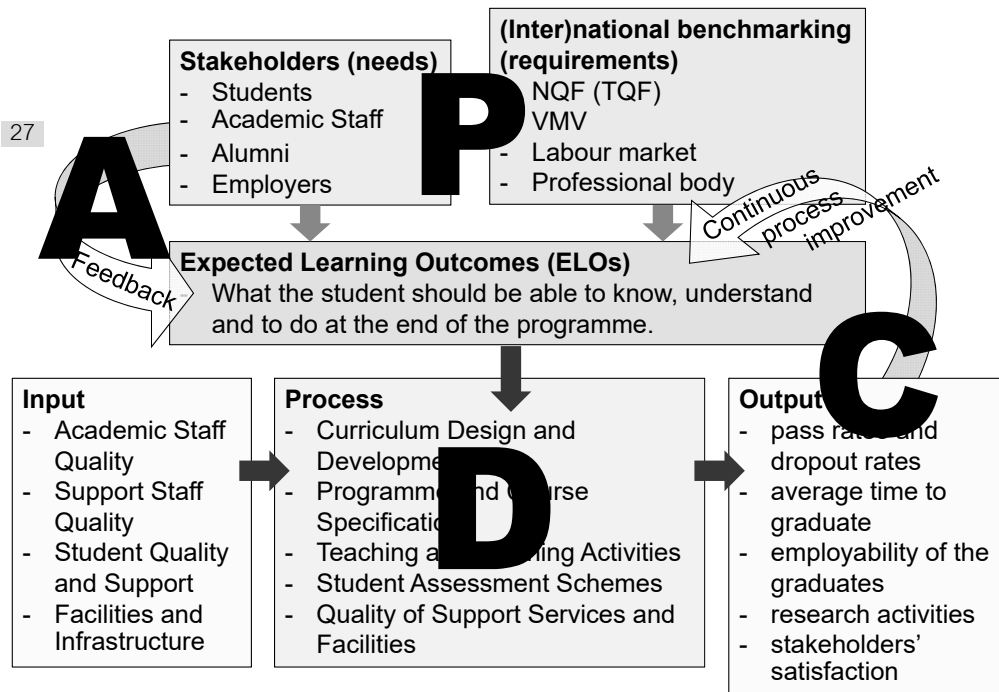 27
Stakeholders (needs)
- Students
- Academic Staff
- Alumni
- Employers
(Inter)national benchmarking
(requirements)
NQF (TQF)
VMV
- Labour market
- Professional body
P
A
Feedback
Continuous
process
improvement
Expected Learning Outcomes (ELOs)
- What the student should be able to know, understand
and to do at the end of the programme.
C
Input
- Academic Staff
Quality
- Support Staff
Quality
- Student Quality
and Support
- Facilities and
Infrastructure
Process
- Curriculum Design and
- Programme and Course
- Teaching Activities
- Student Assessment Schemes
- Quality of Support Services and
Facilities
D
Output
- pass rates and
dropout rates
- average time to
graduate
- employability of the
graduates
- research activities
- stakeholders’
satisfaction